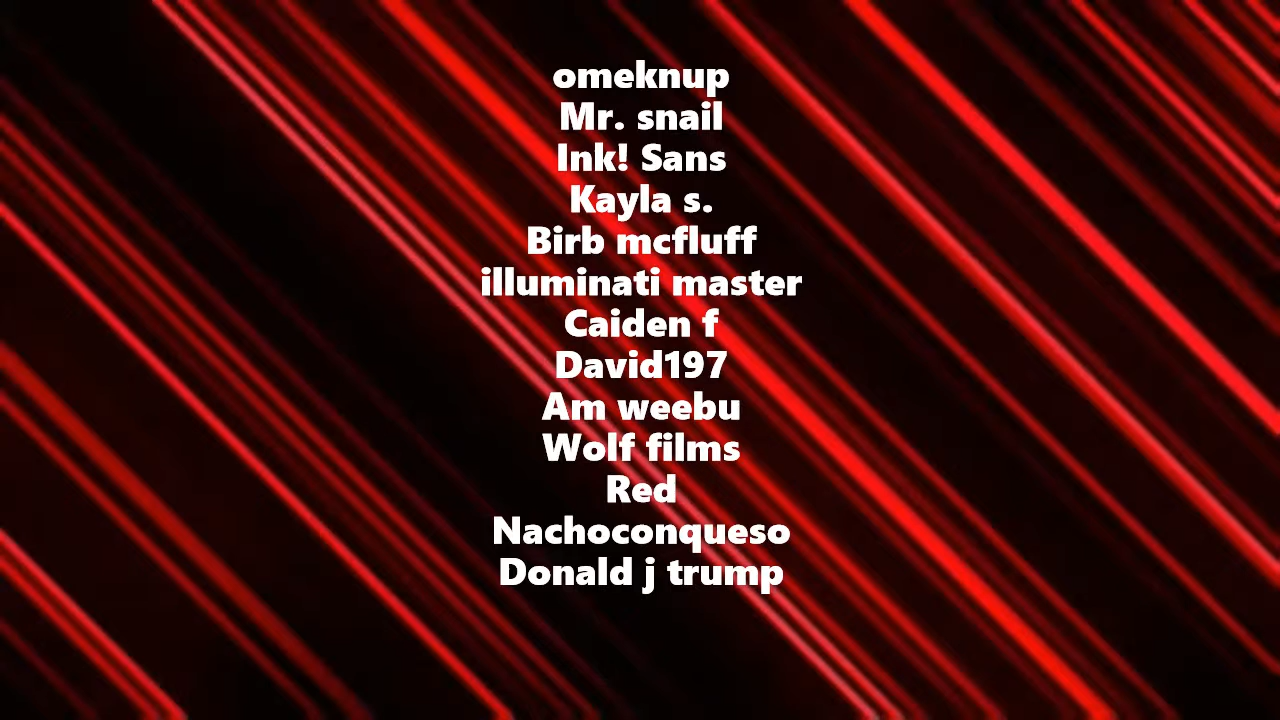 omeknup
Mr. snail
Ink! Sans
Kayla s.
Birb mcfluff
illuminati master
Caiden f
David197
Am weebu
Wolf films
Red
Nachoconqueso
Donald j trump